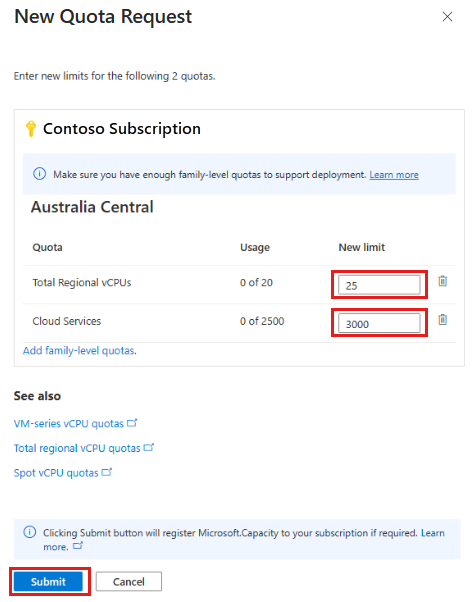 New Quota Request
Enter new limits for the following 2 quotas.
Contoso Subscription
Make sure you have enough family-level quotas to support deployment. Learn more
Australia Central
Quota Usage New limit
Total Regional vCPUs 0 of 20 25
Cloud Services 0 of 2500 3000
Add family-level quotas.
See also
VM-series vCPU quotas
Total regional vCPU quotas
Spot vCPU quotas
Clicking Submit button will register Microsoft.Capacity to your subscription if required. Learn
more.
Submit Cancel